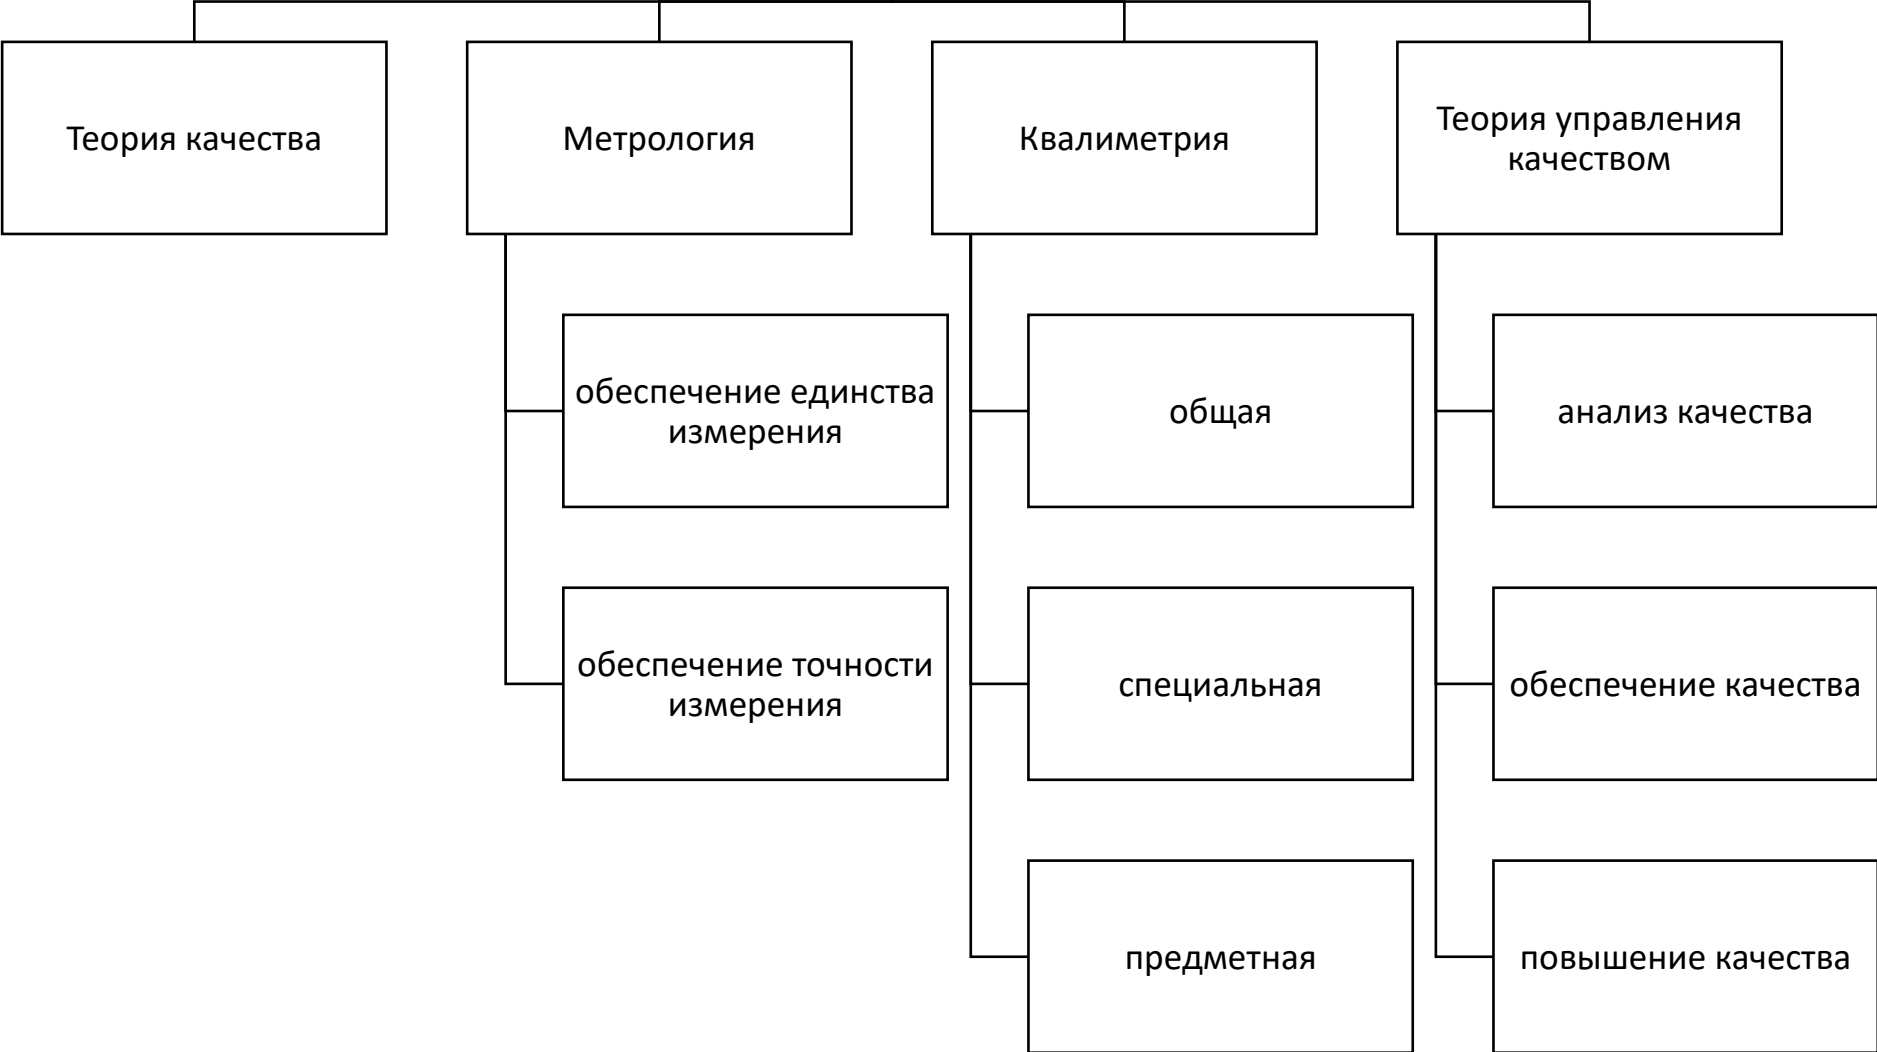 Теория качества
Метрология
Квалиметрия
Теория управления
качеством
обеспечение единства
измерения
общая
анализ качества
обеспечение точности
измерения
специальная
обеспечение качества
предметная
повышение качества